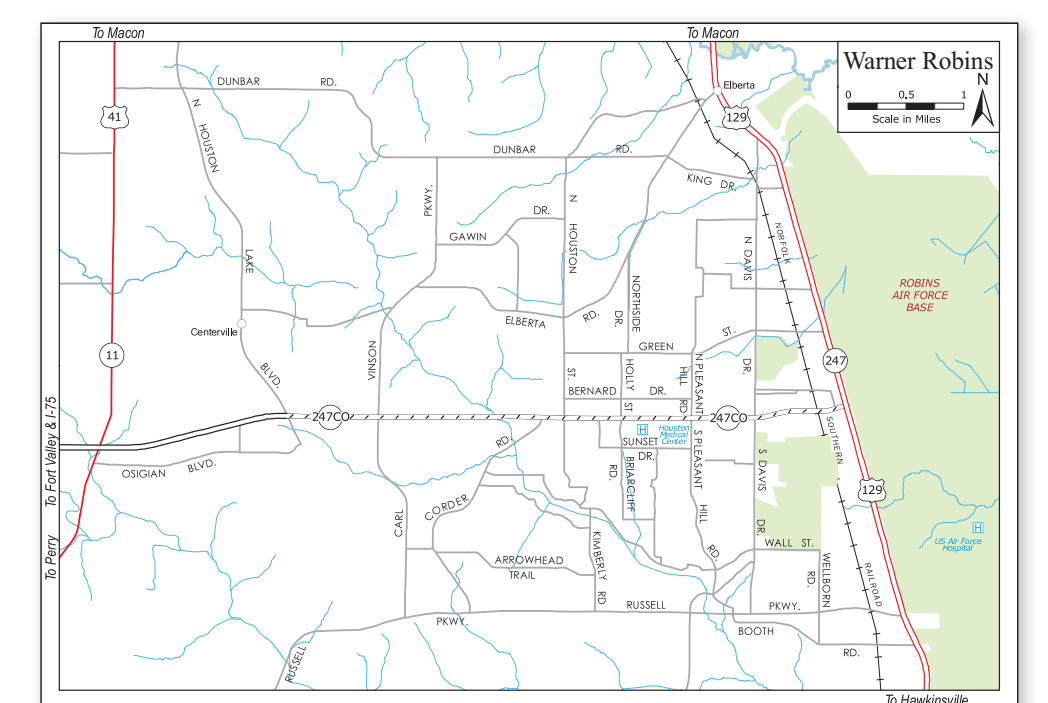 To Macon
To Macon
Warner Robins
N
0 0.5 1
Scale in Miles
Elberta
DUNBAR RD.
41
129
N HOUSTON
DUNBAR RD.
KING DR.
PKWY.
DR.
N HOUSTON
GAWIN
NORFOLK
N DAVIS
LAKE
ROBINS
AIR FORCE
BASE
NORTHSIDE
DR.
ELBERTA RD.
Centerville
ST.
GREEN
11
247
VINSON
BLVD.
ST.
HOLLY
HILL
N PLEASANT
DR.
BERNARD DR.
ST
RD
247CO
247CO
To Fort Valley & I-75
H
Houston
Medical
Center
SOUTHERN
RD.
SUNSET
DR.
S PLEASANT
S DAVIS
OSIGIAN BLVD.
RD.
BRIARCLIFF
129
CORDER
CARL
HILL
DR.
H
US Air Force
Hospital
To Perry
KIMBERLY
WALL ST.
RD.
ARROWHEAD
TRAIL
WELLBORN
RD.
RAILROAD
RD
RUSSELL
PKWY.
PKWY.
BOOTH
RD.
RUSSELL
To Hawkinsville